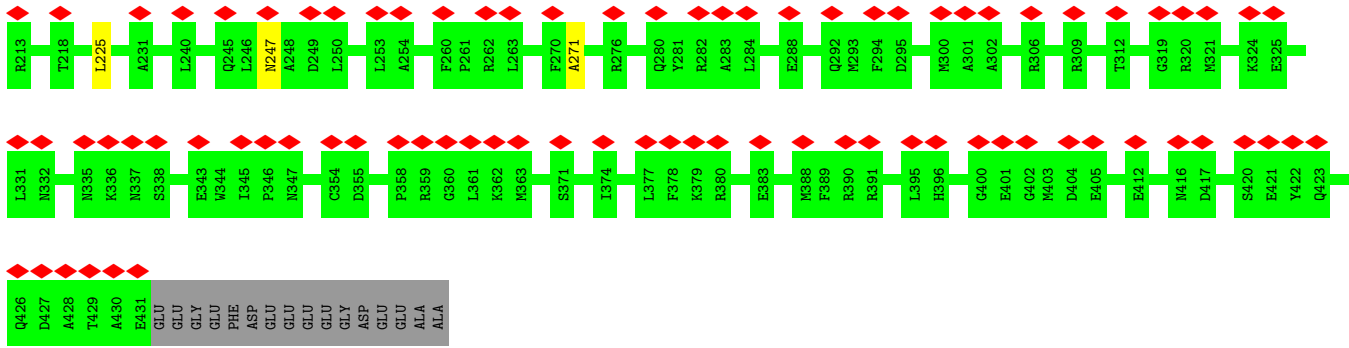 R213 T218 L225 A231 L240 Q245 L246 N247 A248 D249 L250 L253 A254 F260 P261 R262 L263 F270 A271 R276 Q280 Y281 R282 A283 L284 E288 Q292 M293 F294 D295 M300 A301 A302 R306 R309 T312 G319 R320 M321 K324 E325
L331 N332 N335 K336 N337 S338 E343 W344 I345 P346 N347 C354 D355 P358 R359 G360 L361 K362 M363 S371 I374 L377 F378 K379 R380 E383 M388 F389 R390 R391 L395 H396 G400 E401 G402 M403 D404 E405 E412 N416 D417 S420 E421 Y422 Q423
Q426 D427 A428 T429 A430 E431 GLU GLU GLY GLU PHE ASP GLU GLU GLU GLU GLY ASP GLU GLU ALA ALA